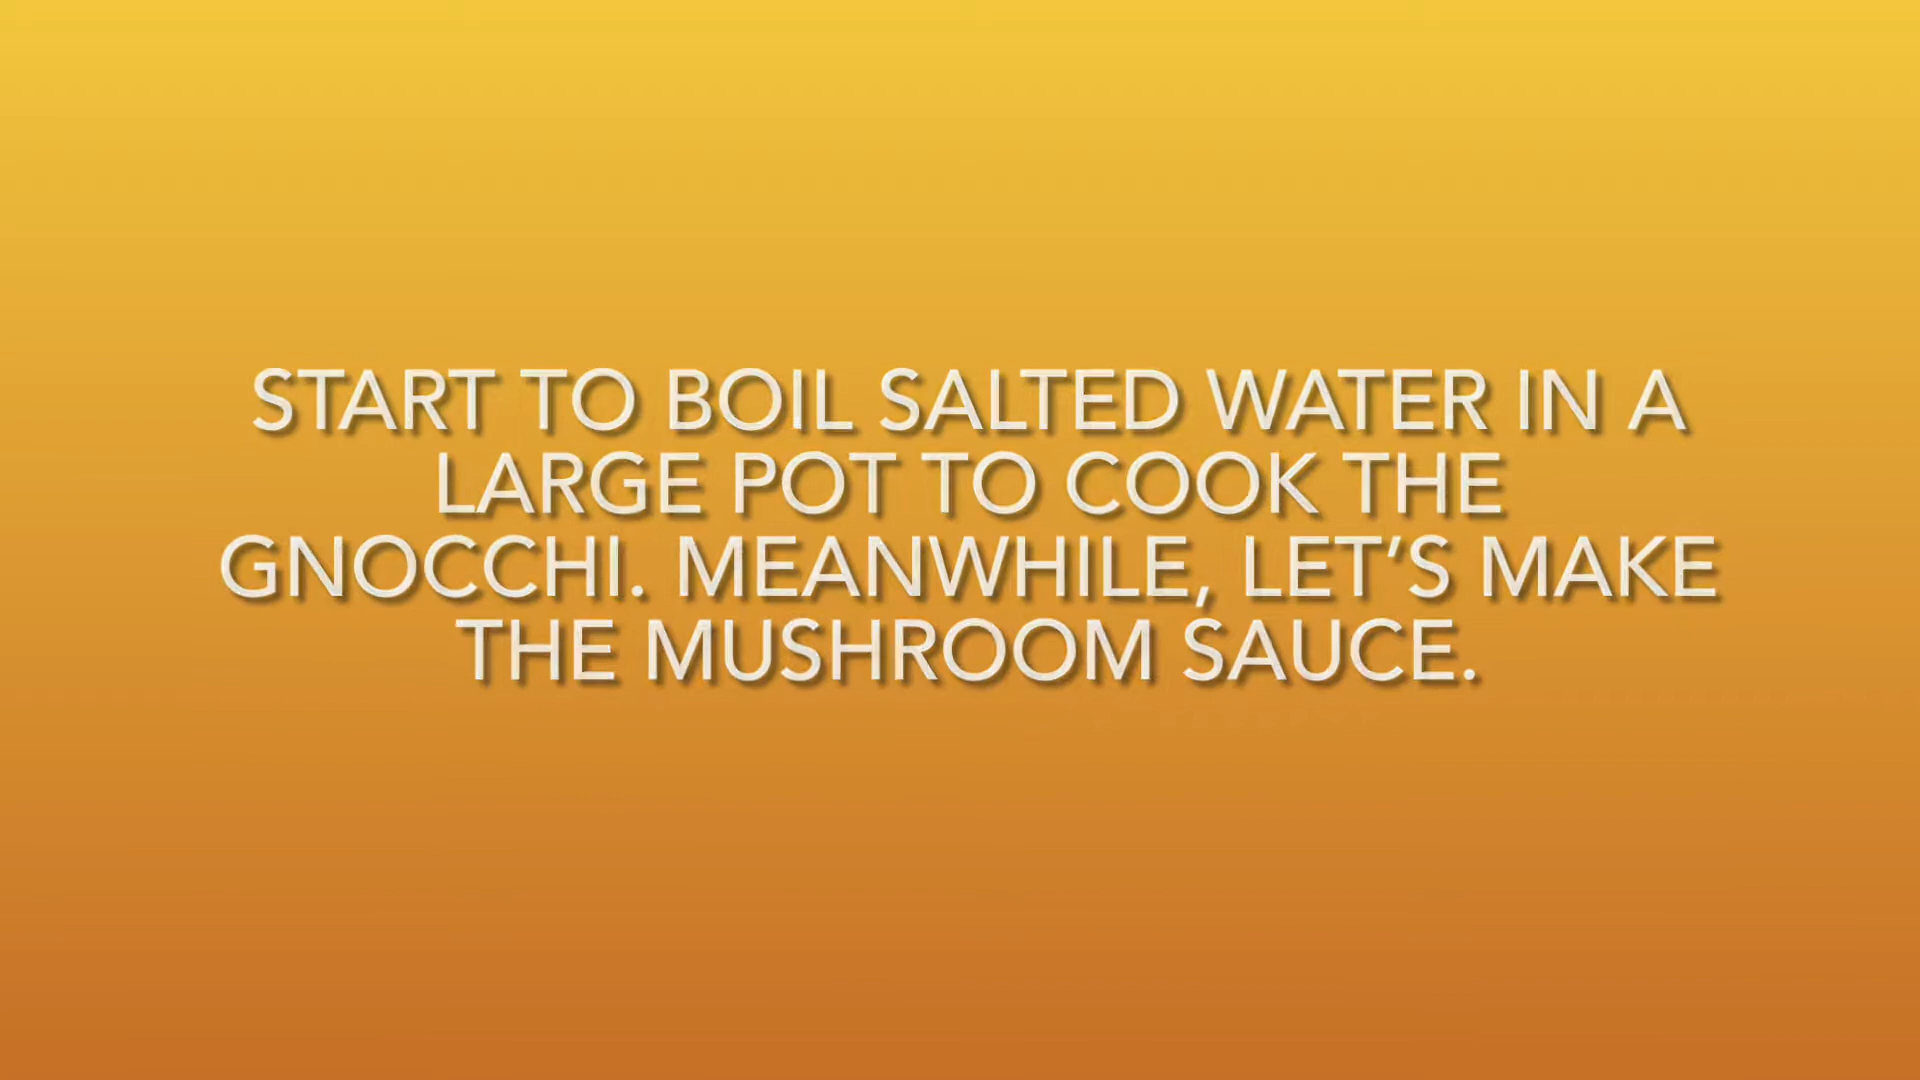 START TO BOIL SALTED WATER IN A
LARGE POT TO COOK THE
GNOCCHI. MEANWHILE, LET’S MAKE
THE MUSHROOM SAUCE.